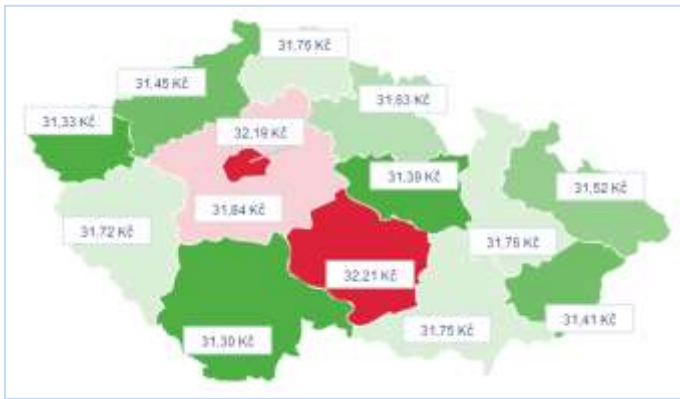 31,76 Kč
31,45 Kč
31,63 Kč
31,33 Kč
32,19 Kč
31,39 Kč
31,52 Kč
31,84 Kč
31,72 Kč
31,76 Kč
32,21 Kč
31,41 Kč
31,75 Kč
31,30 Kč